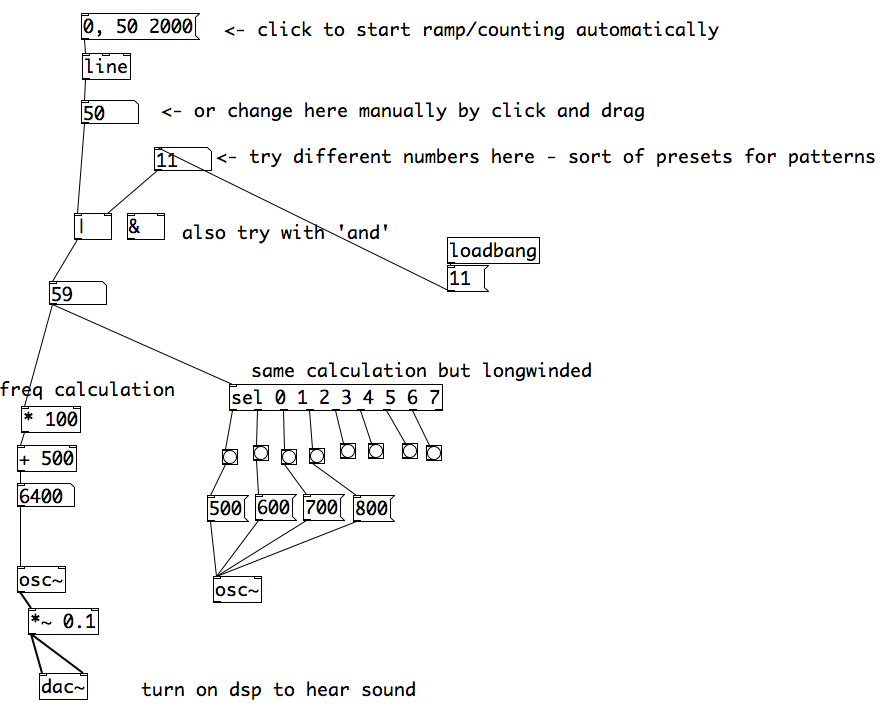 0, 50 2000
<- click to start ramp/counting automatically
line
50
<- or change here manually by click and drag
11
<- try different numbers here - sort of presets for patterns
|
&
also try with 'and'
loadbang
11
59
same calculation but longwinded
freq calculation
sel 0 1 2 3 4 5 6 7
* 100
+ 500
6400
500
600
700
800
osc~
osc~
*~ 0.1
dac~
turn on dsp to hear sound